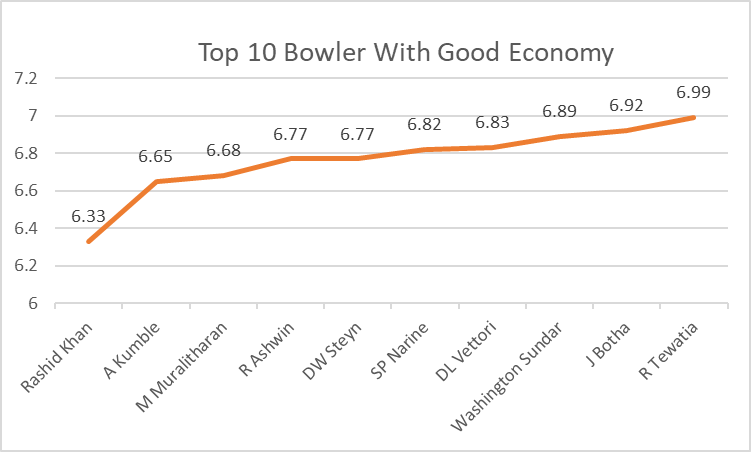 Top 10 Bowler With Good Economy
7.2
7
6.8
6.6
6.4
6.2
6
6.33
6.65
6.68
6.77
6.77
6.82
6.83
6.89
6.92
6.99
Rashid Khan
A Kumble
M Muralitharan
R Ashwin
DW Steyn
SP Narine
DL Vettori
Washington Sundar
J Botha
R Tewatia